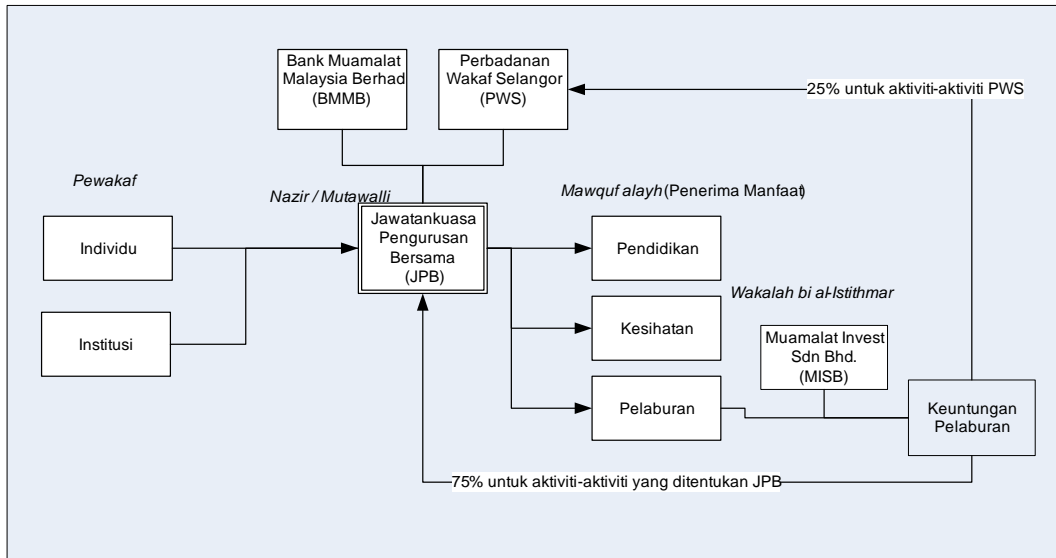 Bank Muamalat
Malaysia Berhad
(BMMB)
Perbadanan
Wakaf Selangor
(PWS)
25% untuk aktiviti-aktiviti PWS
Pewakaf
Nazir / Mutawalli
Mawquf alayh (Penerima Manfaat)
Individu
Jawatankuasa
Pengurusan
Bersama
(JPB)
Pendidikan
Wakalah bi al-Istithmar
Institusi
Kesihatan
Muamalat Invest
Sdn Bhd.
(MISB)
Pelaburan
Keuntungan
Pelaburan
75% untuk aktiviti-aktiviti yang ditentukan JPB